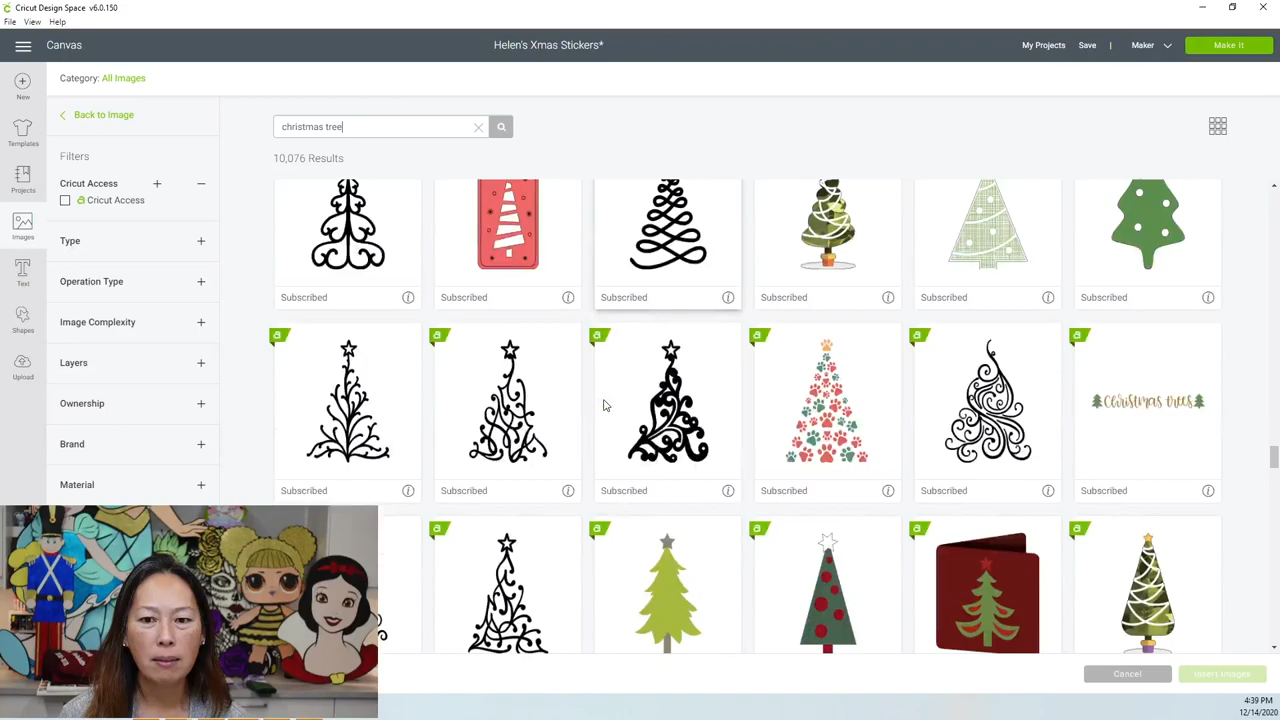 Cricut Design Space v6.0.150
File View Help
Canvas
Helen's Xmas Stickers*
My Projects Save | Maker Make It
New
Templates
Projects
Images
Text
Shapes
Upload
Category: All Images
Back to Image
Filters
Cricut Access
Cricut Access
Type
Operation Type
Image Complexity
Layers
Ownership
Brand
Material
christmas tree
10,076 Results
Subscribed Subscribed Subscribed Subscribed Subscribed Subscribed
Christmas trees
Subscribed Subscribed Subscribed Subscribed Subscribed Subscribed
Cancel Insert Images
4:39 PM
12/14/2020